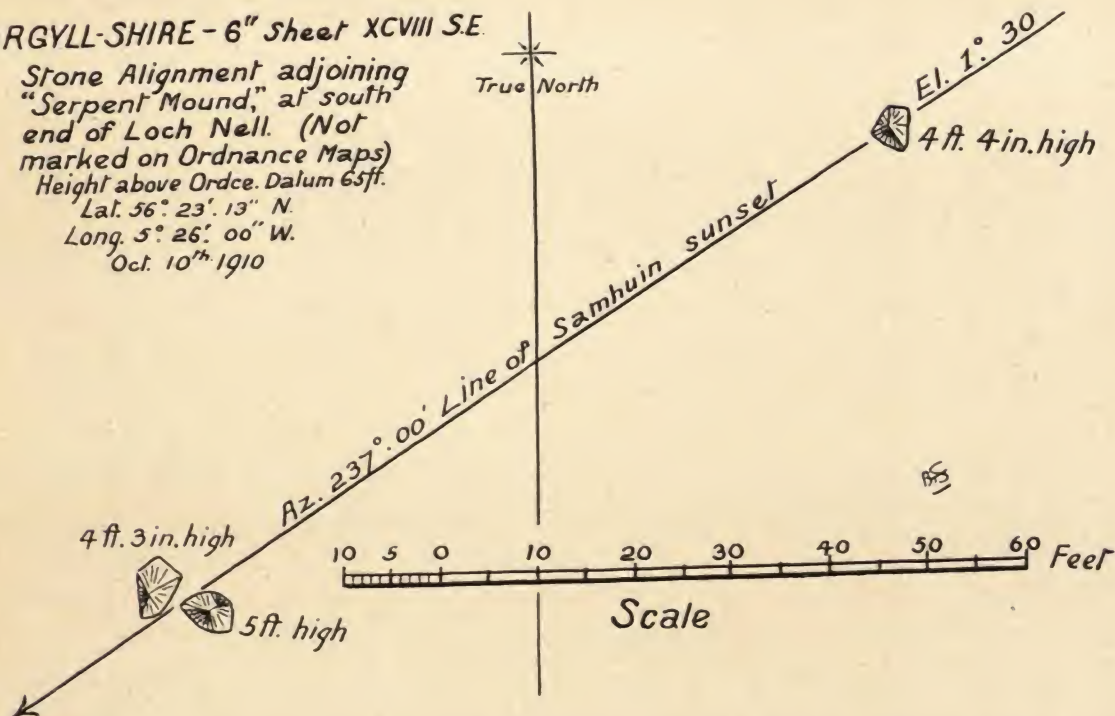 RGYLL-SHIRE - 6" Sheet XCVIII S.E.
Stone Alignment adjoining
"Serpent Mound," at south
end of Loch Nell. (Not
marked on Ordnance Maps)
Height above Ordce. Datum 65ft.
Lat. 56° 23'. 13" N.
Long. 5° 26'. 00" W.
Oct. 10th 1910
True North
El. 1° 30
4 ft. 4 in. high
Az. 237°. 00' Line of Samhuin sunset
4 ft. 3 in. high
5 ft. high
10 5 0 10 20 30 40 50 60 Feet
Scale